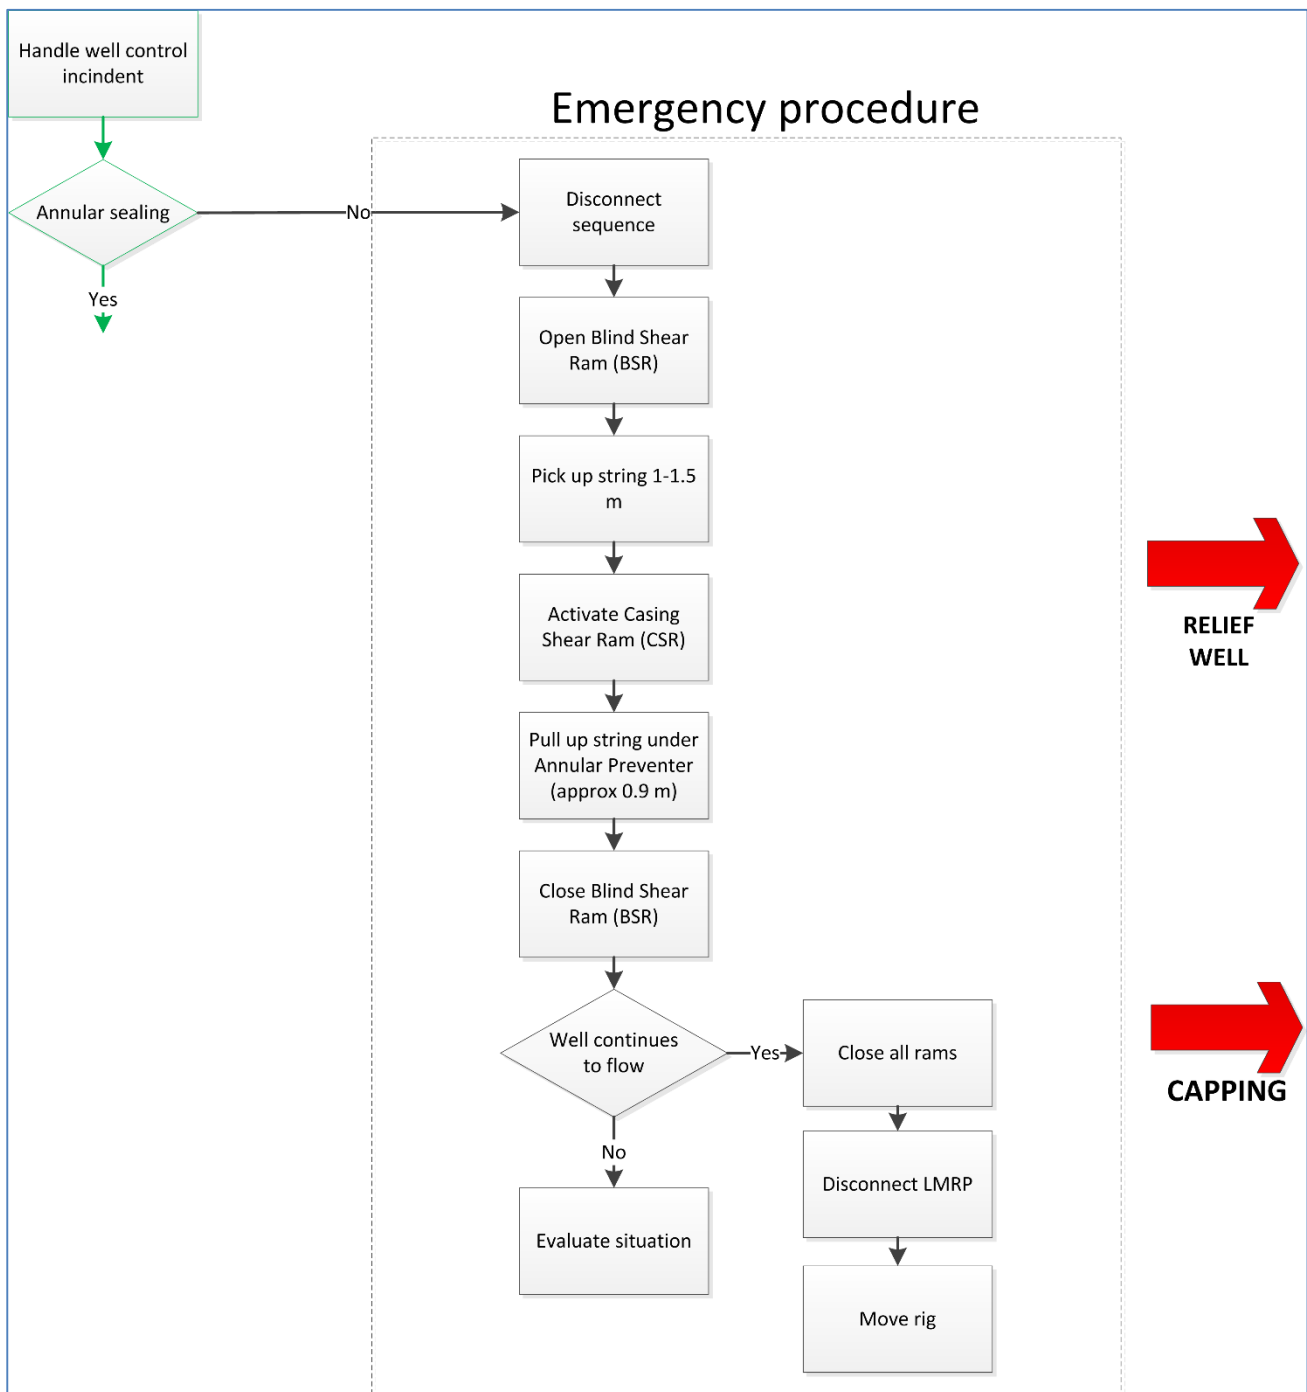 Handle well control
incindent
Emergency procedure
Annular sealing
No
Yes
Disconnect
sequence
Open Blind Shear
Ram (BSR)
Pick up string 1-1.5
m
Activate Casing
Shear Ram (CSR)
RELIEF
WELL
Pull up string under
Annular Preventer
(approx 0.9 m)
Close Blind Shear
Ram (BSR)
Well continues
to flow
Yes
Close all rams
CAPPING
No
Disconnect LMRP
Evaluate situation
Move rig